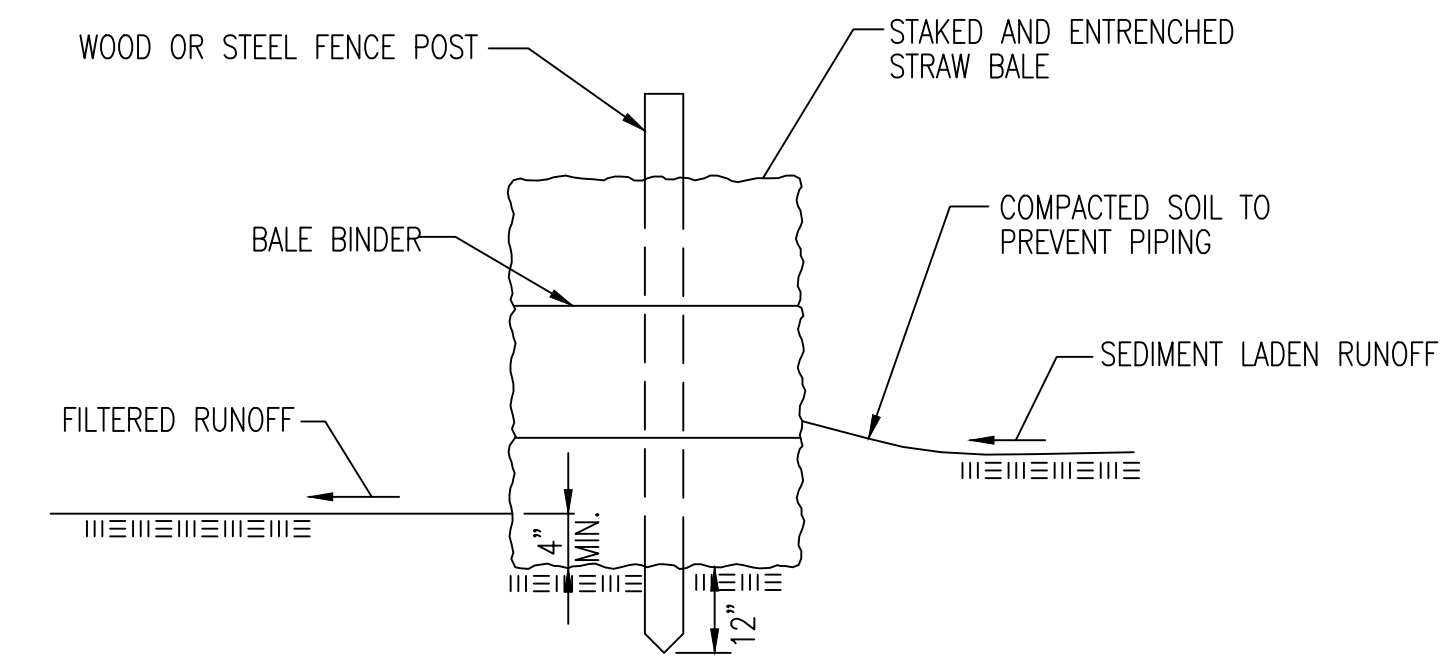 WOOD OR STEEL FENCE POST
STAKED AND ENTRENCHED
STRAW BALE
BALE BINDER
COMPACTED SOIL TO
PREVENT PIPING
SEDIMENT LADEN RUNOFF
FILTERED RUNOFF
4"
MIN.
12"